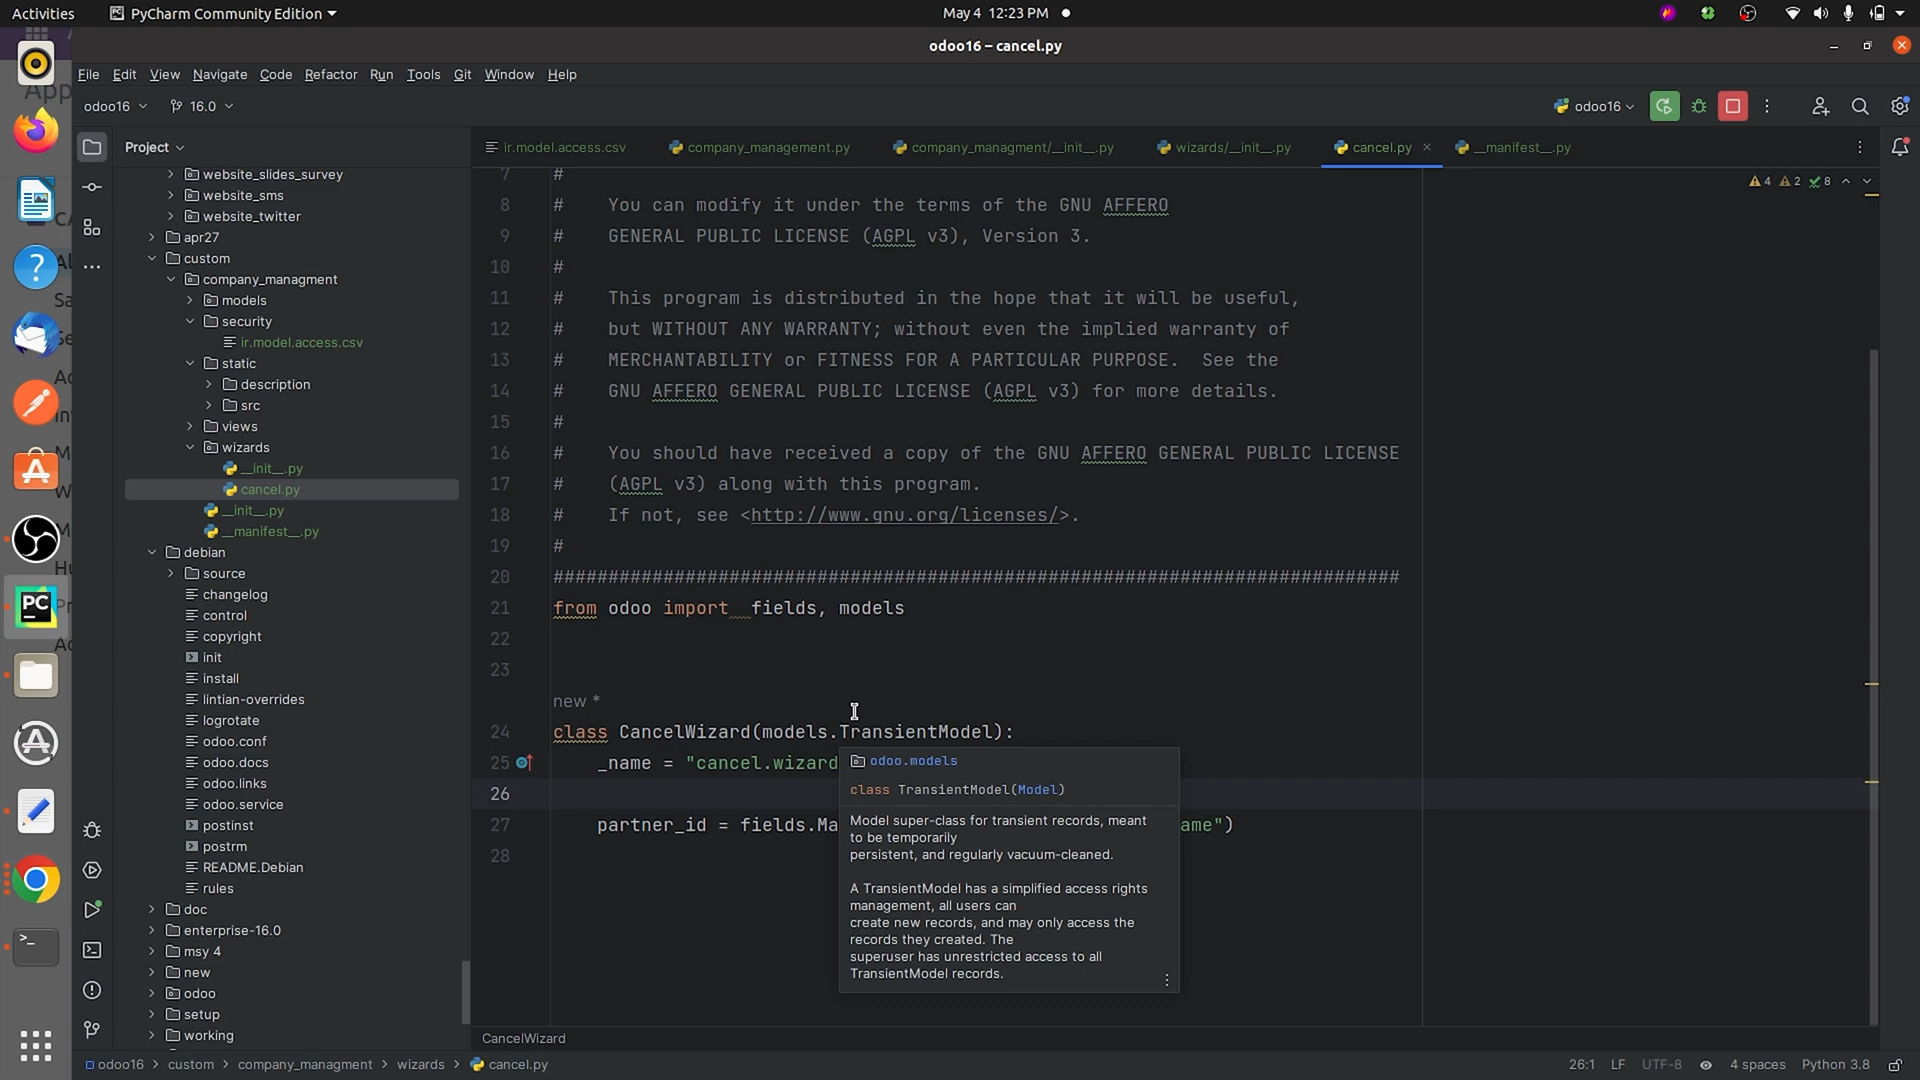 Activities
PyCharm Community Edition
May 4 12:23 PM
odoo16 – cancel.py
File Edit View Navigate Code Refactor Run Tools Git Window Help
odoo16
16.0
odoo16
Project
website_slides_survey
website_sms
website_twitter
apr27
custom
company_managment
models
security
ir.model.access.csv
static
description
src
views
wizards
__init__.py
cancel.py
__init__.py
__manifest__.py
debian
source
changelog
control
copyright
init
install
lintian-overrides
logrotate
odoo.conf
odoo.docs
odoo.links
odoo.service
postinst
postrm
README.Debian
rules
doc
enterprise-16.0
msy 4
new
odoo
setup
working
ir.model.access.csv
company_management.py
company_managment/__init__.py
wizards/__init__.py
cancel.py
__manifest__.py
4 2 8
7 #
8 # You can modify it under the terms of the GNU AFFERO
9 # GENERAL PUBLIC LICENSE (AGPL v3), Version 3.
10 #
11 # This program is distributed in the hope that it will be useful,
12 # but WITHOUT ANY WARRANTY; without even the implied warranty of
13 # MERCHANTABILITY or FITNESS FOR A PARTICULAR PURPOSE. See the
14 # GNU AFFERO GENERAL PUBLIC LICENSE (AGPL v3) for more details.
15 #
16 # You should have received a copy of the GNU AFFERO GENERAL PUBLIC LICENSE
17 # (AGPL v3) along with this program.
18 # If not, see <http://www.gnu.org/licenses/>.
19 #
20 #############################################################################
21 from odoo import fields, models
22
23
new *
24 class CancelWizard(models.TransientModel):
25 _name = "cancel.wizard
26
27 partner_id = fields.Ma ame")
28
odoo.models
class TransientModel(Model)
Model super-class for transient records, meant
to be temporarily
persistent, and regularly vacuum-cleaned.
A TransientModel has a simplified access rights
management, all users can
create new records, and may only access the
records they created. The
superuser has unrestricted access to all
TransientModel records.
CancelWizard
odoo16 > custom > company_managment > wizards > cancel.py
26:1 LF UTF-8 4 spaces Python 3.8